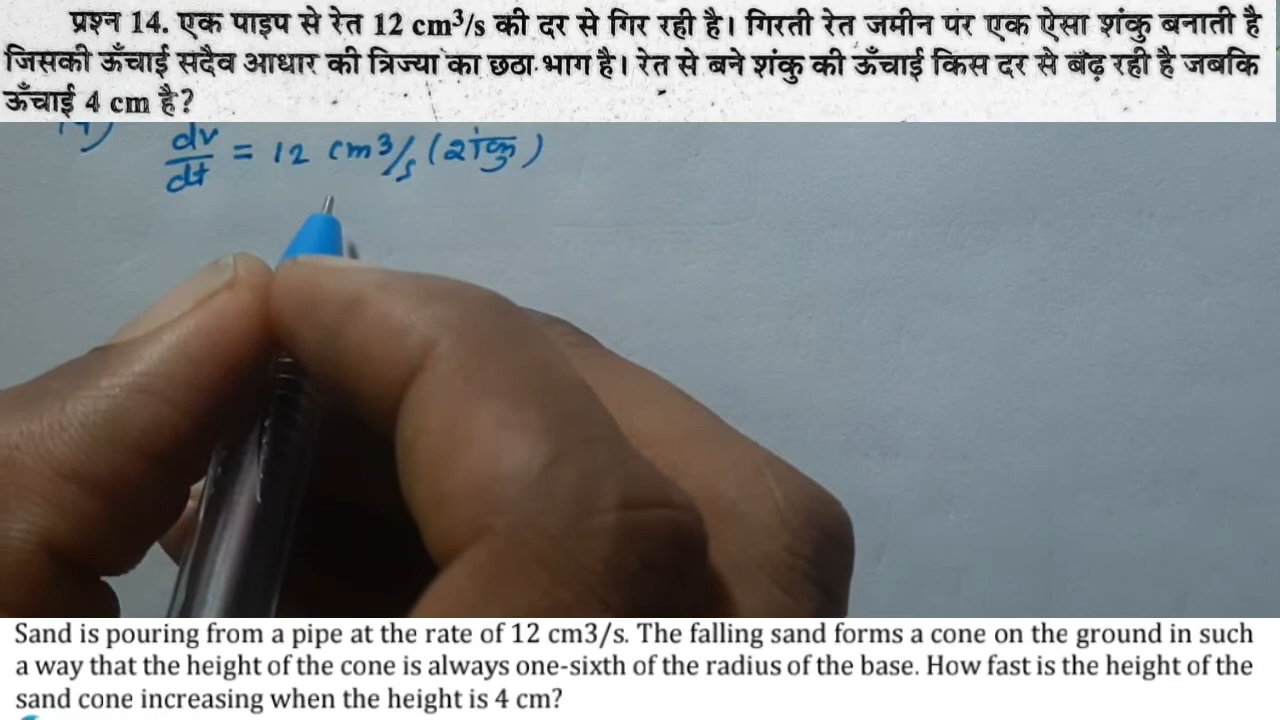 प्रश्न 14. एक पाइप से रेत 12 cm³/s की दर से गिर रही है। गिरती रेत जमीन पर एक ऐसा शंकु बनाती है
जिसकी ऊँचाई सदैव आधार की त्रिज्या का छठा भाग है। रेत से बने शंकु की ऊँचाई किस दर से बढ़ रही है जबकि
ऊँचाई 4 cm है?
dv/dt = 12 cm³/s (शंकु)
Sand is pouring from a pipe at the rate of 12 cm3/s. The falling sand forms a cone on the ground in such
a way that the height of the cone is always one-sixth of the radius of the base. How fast is the height of the
sand cone increasing when the height is 4 cm?